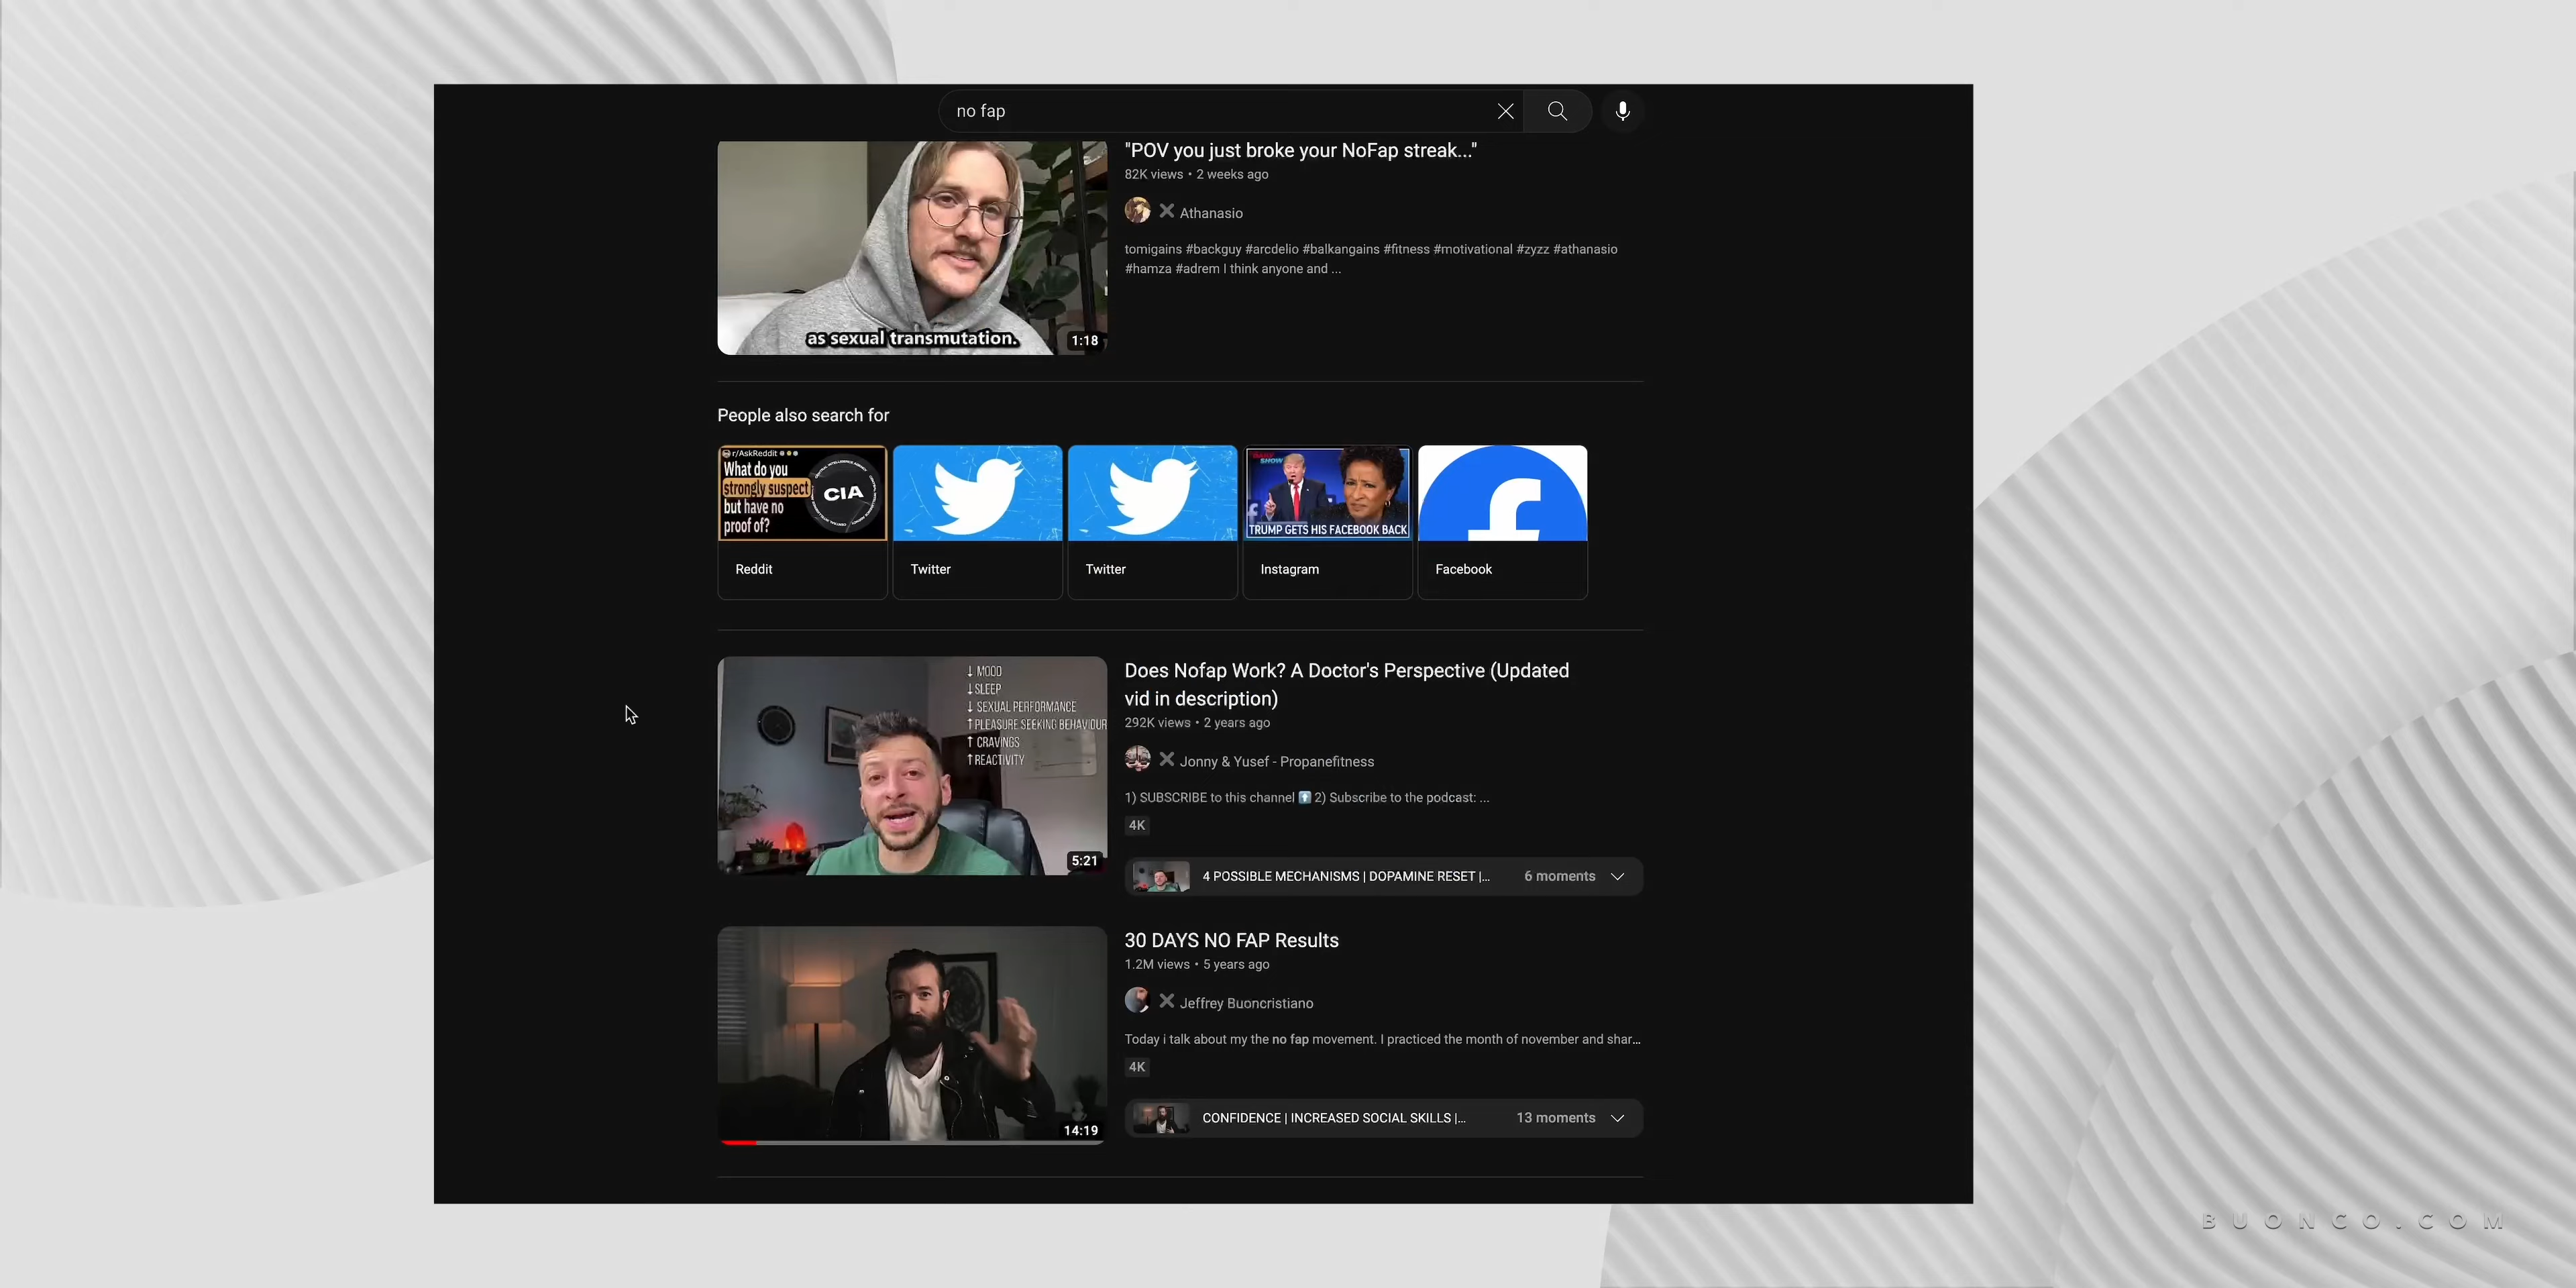 no fap
"POV you just broke your NoFap streak..."
82K views • 2 weeks ago
Athanasio
tomigains #backguy #arcdelio #balkangains #fitness #motivational #zyzz #athanasio
#hamza #adrem I think anyone and ...
as sexual transmutation.
1:18
People also search for
r/AskReddit
What do you
strongly suspect
but have no
proof of?
CIA
SHOW
TRUMP GETS HIS FACEBOOK BACK
Reddit
Twitter
Twitter
Instagram
Facebook
↓ MOOD
↓ SLEEP
↓ SEXUAL PERFORMANCE
↑ PLEASURE SEEKING BEHAVIOUR
↑ CRAVINGS
↑ REACTIVITY
5:21
Does Nofap Work? A Doctor's Perspective (Updated
vid in description)
292K views • 2 years ago
Jonny & Yusef - Propanefitness
1) SUBSCRIBE to this channel ⬆️ 2) Subscribe to the podcast: ...
4K
4 POSSIBLE MECHANISMS | DOPAMINE RESET |...
6 moments
14:19
30 DAYS NO FAP Results
1.2M views • 5 years ago
Jeffrey Buoncristiano
Today i talk about my the no fap movement. I practiced the month of november and shar...
4K
CONFIDENCE | INCREASED SOCIAL SKILLS |...
13 moments
BUONCO.COM